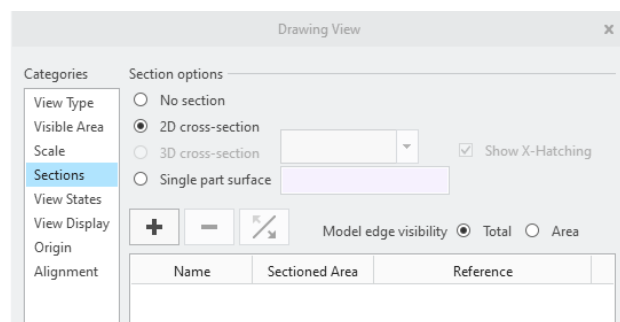 Drawing View
Categories
Section options
View Type
No section
Visible Area
2D cross-section
Scale
3D cross-section
Show X-Hatching
Sections
Single part surface
View States
View Display
Model edge visibility Total Area
Origin
Alignment
Name Sectioned Area Reference